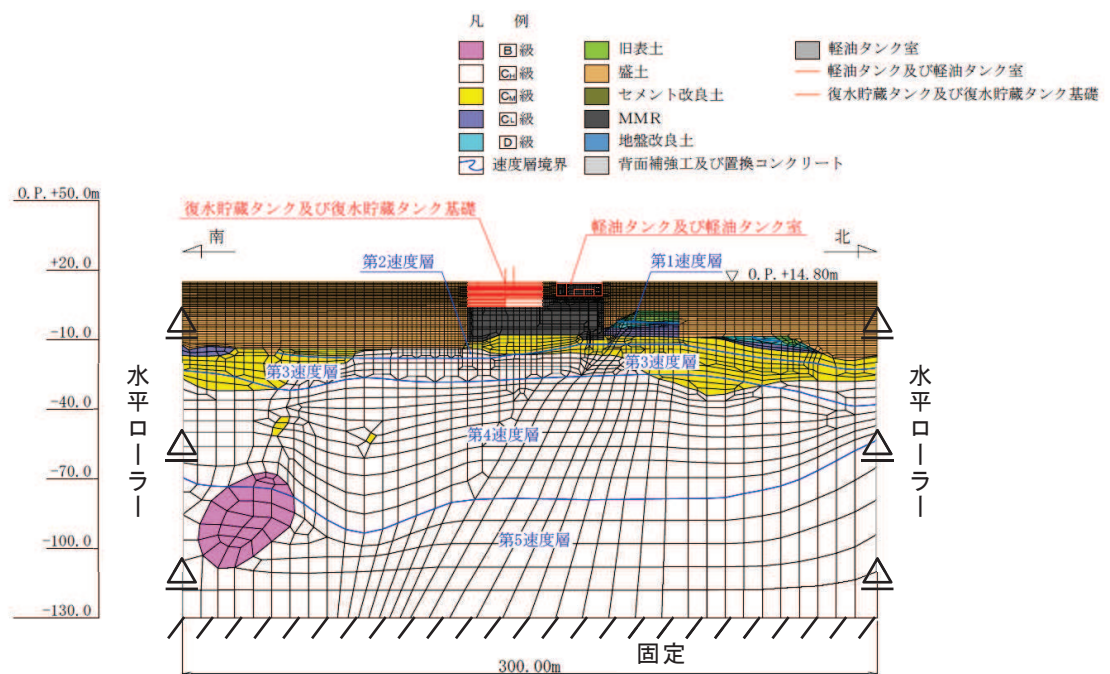 凡 例
B級
CH級
CM級
CL級
D級
速度層境界
旧表土
盛土
セメント改良土
MMR
地盤改良土
背面補強工及び置換コンクリート
軽油タンク室
軽油タンク及び軽油タンク室
復水貯蔵タンク及び復水貯蔵タンク基礎
O.P.+50.0m
復水貯蔵タンク及び復水貯蔵タンク基礎
軽油タンク及び軽油タンク室
南
北
+20.0
第2速度層
第1速度層
O.P.+14.80m
-10.0
第3速度層
第3速度層
水平ローラー
水平ローラー
-40.0
第4速度層
-70.0
第5速度層
-100.0
-130.0
固定
300.00m